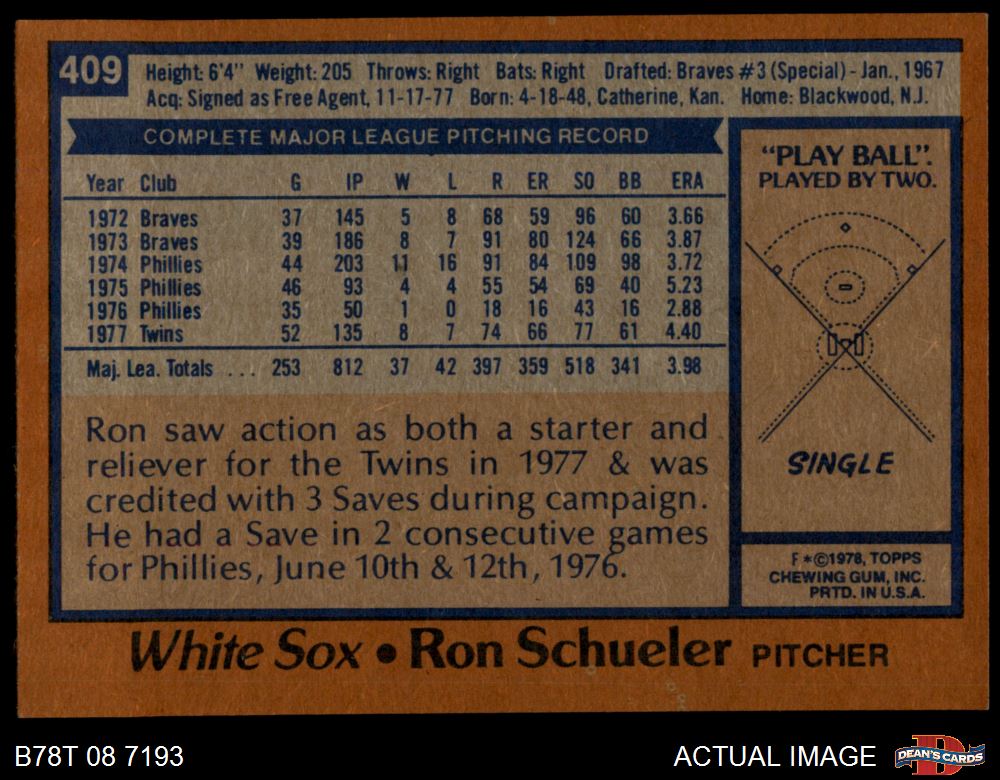 409
Height: 6'4" Weight: 205 Throws: Right Bats: Right Drafted: Braves #3 (Special) - Jan., 1967
Acq: Signed as Free Agent, 11-17-77 Born: 4-18-48, Catherine, Kan. Home: Blackwood, N.J.
COMPLETE MAJOR LEAGUE PITCHING RECORD
Year Club G IP W L R ER SO BB ERA
1972 Braves 37 145 5 8 68 59 96 60 3.66
1973 Braves 39 186 8 7 91 80 124 66 3.87
1974 Phillies 44 203 11 16 91 84 109 98 3.72
1975 Phillies 46 93 4 4 55 54 69 40 5.23
1976 Phillies 35 50 1 0 18 16 43 16 2.88
1977 Twins 52 135 8 7 74 66 77 61 4.40
Maj. Lea. Totals . . . 253 812 37 42 397 359 518 341 3.98
Ron saw action as both a starter and
reliever for the Twins in 1977 & was
credited with 3 Saves during campaign.
He had a Save in 2 consecutive games
for Phillies, June 10th & 12th, 1976.
"PLAY BALL".
PLAYED BY TWO.
SINGLE
F*©1978, TOPPS
CHEWING GUM, INC.
PRTD. IN U.S.A.
White Sox • Ron Schueler PITCHER
B78T 08 7193
ACTUAL IMAGE
D
DEAN'S CARDS